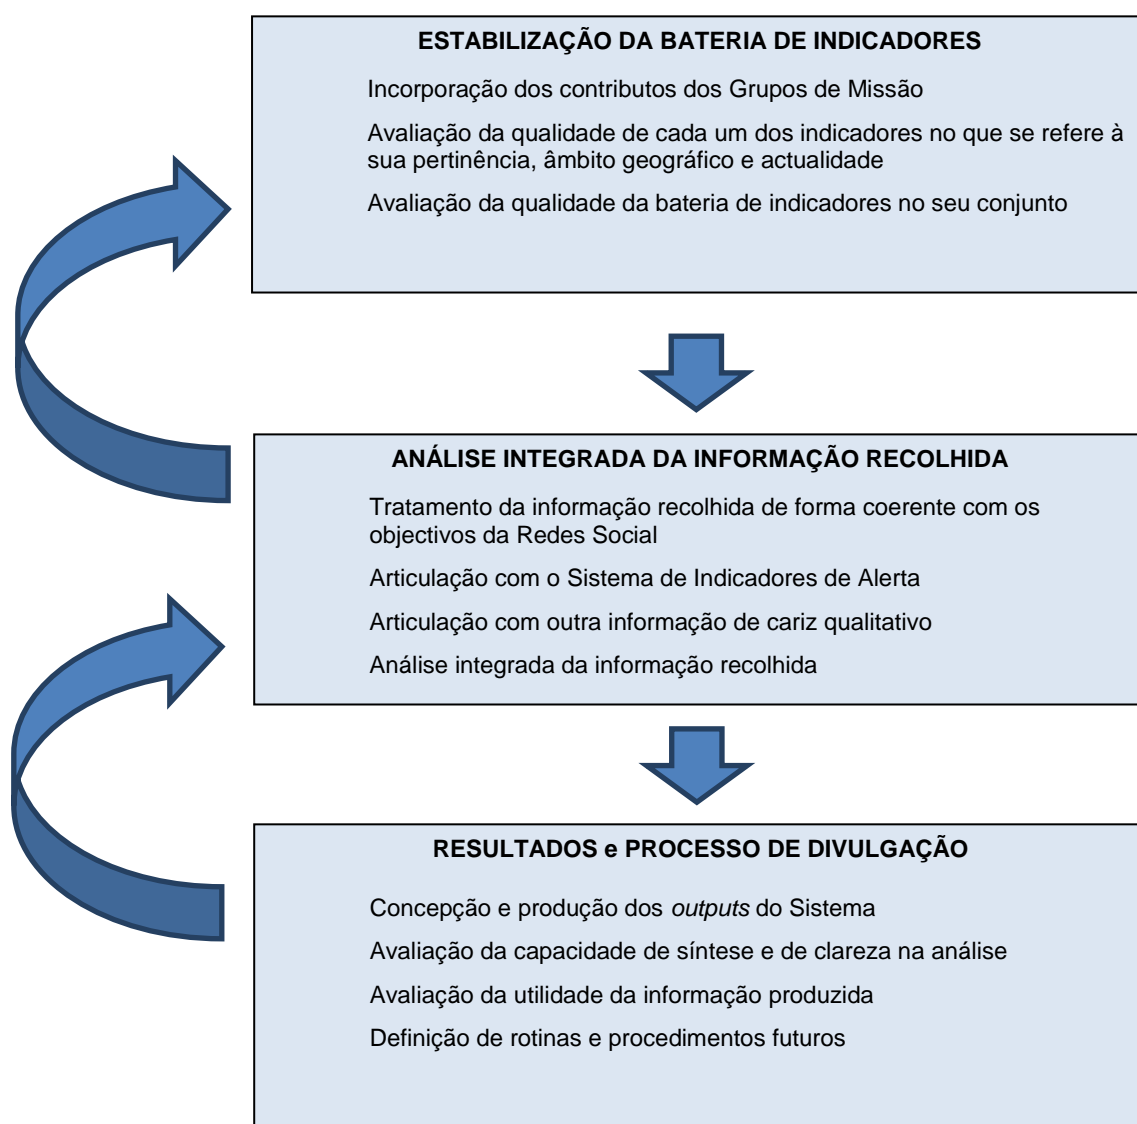 ESTABILIZAÇÃO DA BATERIA DE INDICADORES
Incorporação dos contributos dos Grupos de Missão
Avaliação da qualidade de cada um dos indicadores no que se refere à
sua pertinência, âmbito geográfico e actualidade
Avaliação da qualidade da bateria de indicadores no seu conjunto
ANÁLISE INTEGRADA DA INFORMAÇÃO RECOLHIDA
Tratamento da informação recolhida de forma coerente com os
objectivos da Redes Social
Articulação com o Sistema de Indicadores de Alerta
Articulação com outra informação de cariz qualitativo
Análise integrada da informação recolhida
RESULTADOS e PROCESSO DE DIVULGAÇÃO
Concepção e produção dos outputs do Sistema
Avaliação da capacidade de síntese e de clareza na análise
Avaliação da utilidade da informação produzida
Definição de rotinas e procedimentos futuros